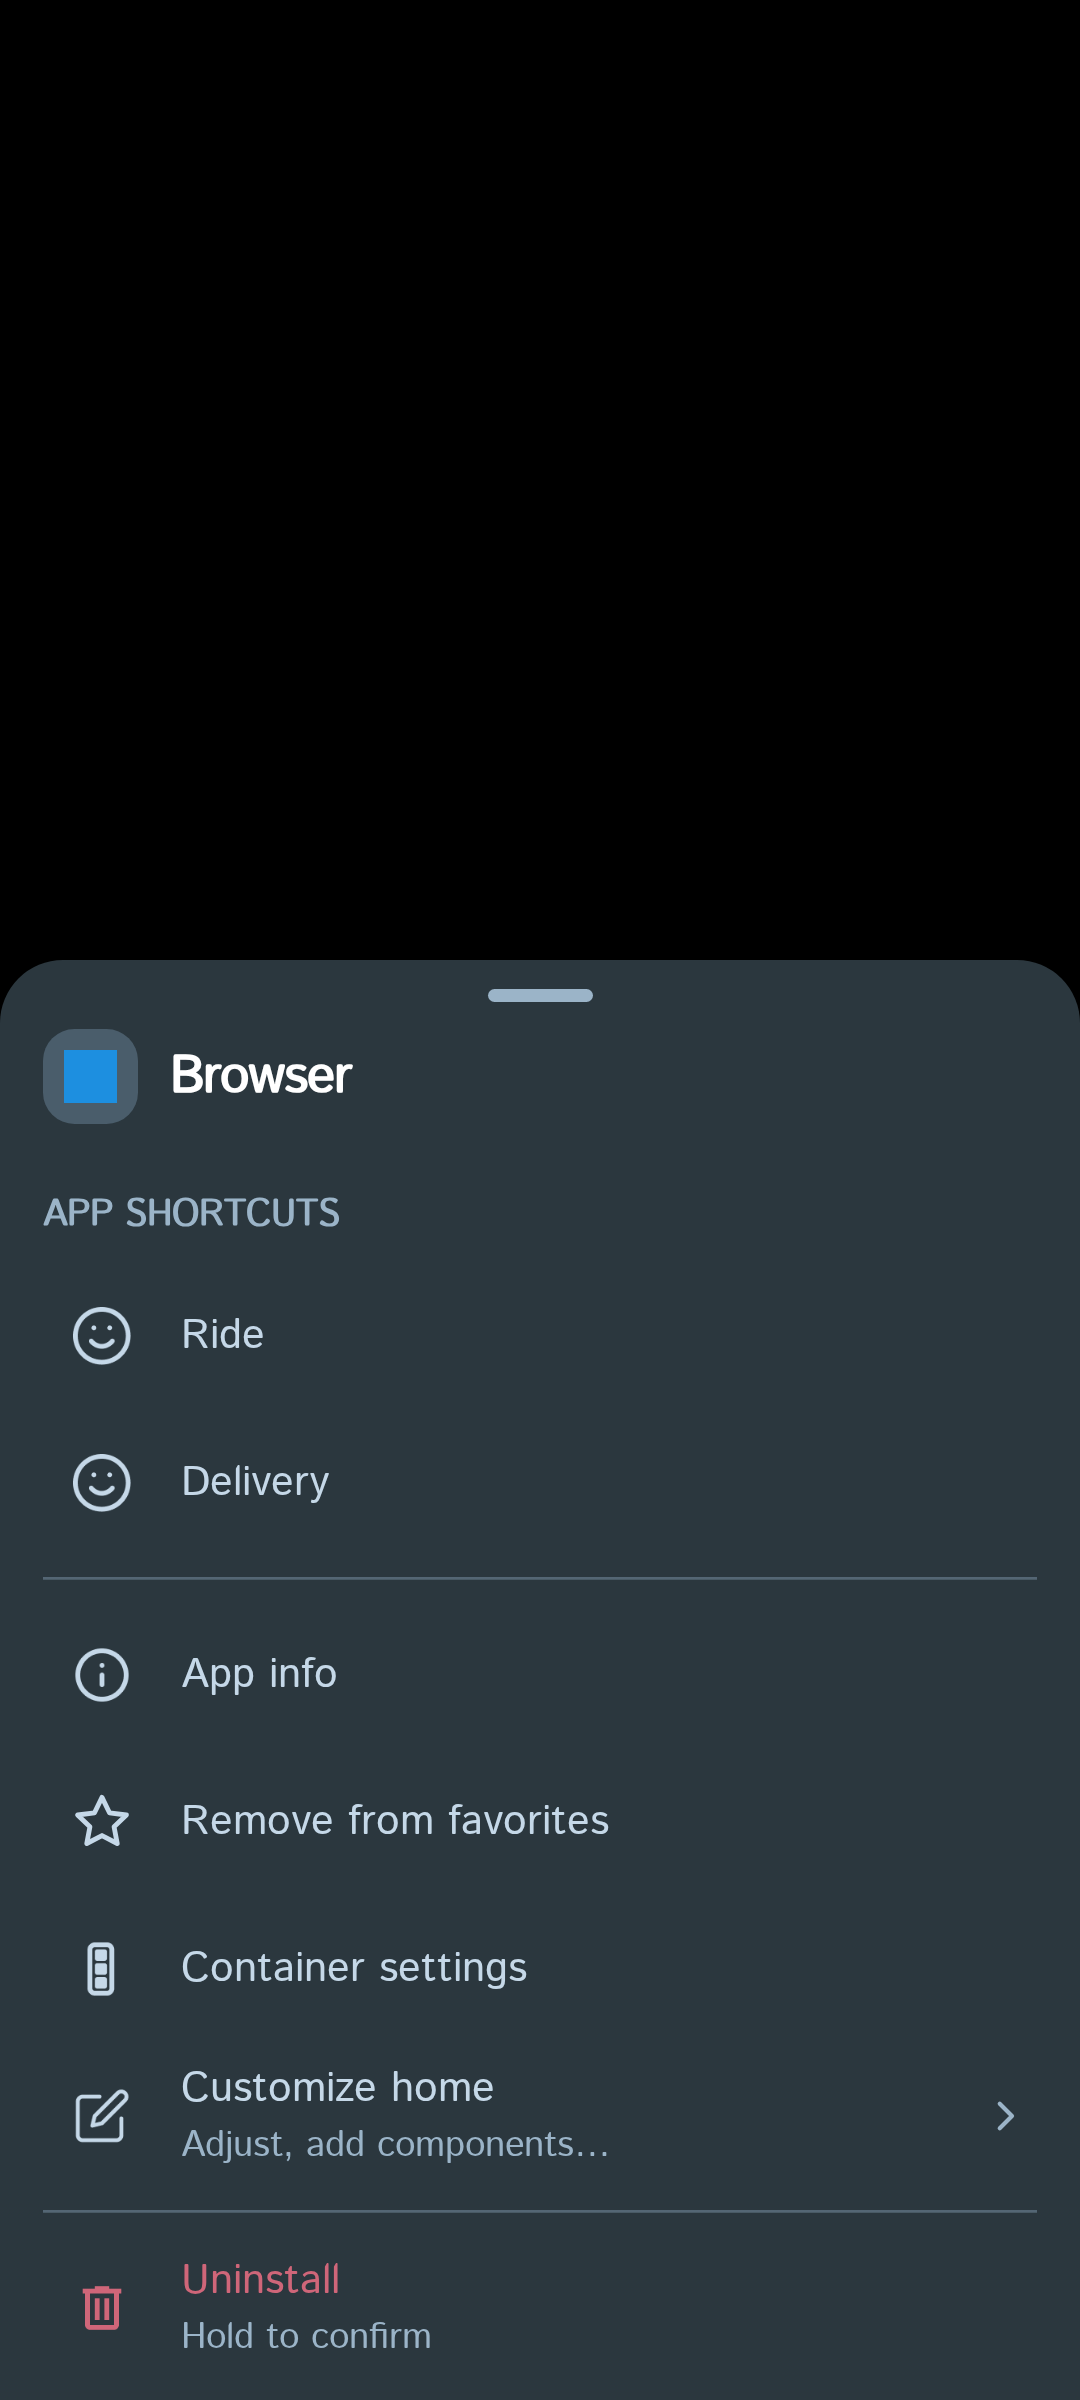 Browser
APP SHORTCUTS
Ride
Delivery
App info
Remove from favorites
Container settings
Customize home
Adjust, add components...
Uninstall
Hold to confirm